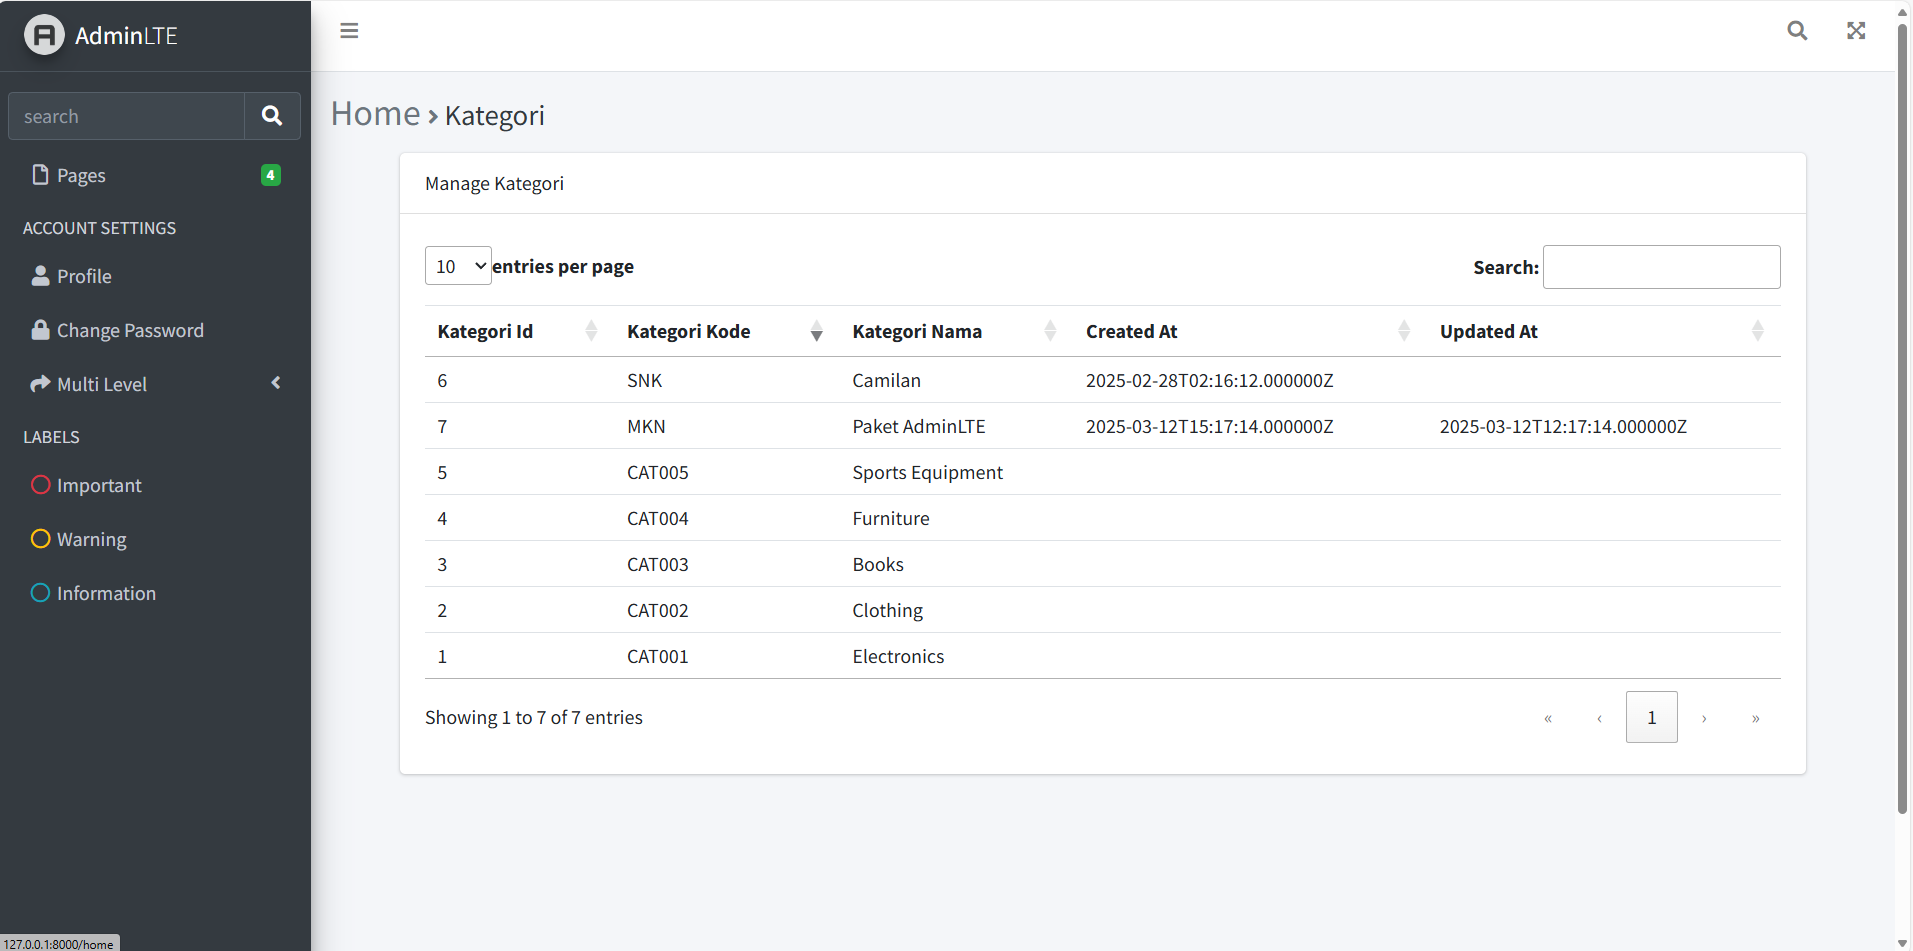 AdminLTE
search
Pages 4
ACCOUNT SETTINGS
Profile
Change Password
Multi Level
LABELS
Important
Warning
Information
127.0.0.1:8000/home
Home › Kategori
Manage Kategori
10 entries per page Search:
Kategori Id Kategori Kode Kategori Nama Created At Updated At
6 SNK Camilan 2025-02-28T02:16:12.000000Z
7 MKN Paket AdminLTE 2025-03-12T15:17:14.000000Z 2025-03-12T12:17:14.000000Z
5 CAT005 Sports Equipment
4 CAT004 Furniture
3 CAT003 Books
2 CAT002 Clothing
1 CAT001 Electronics
Showing 1 to 7 of 7 entries « ‹ 1 › »